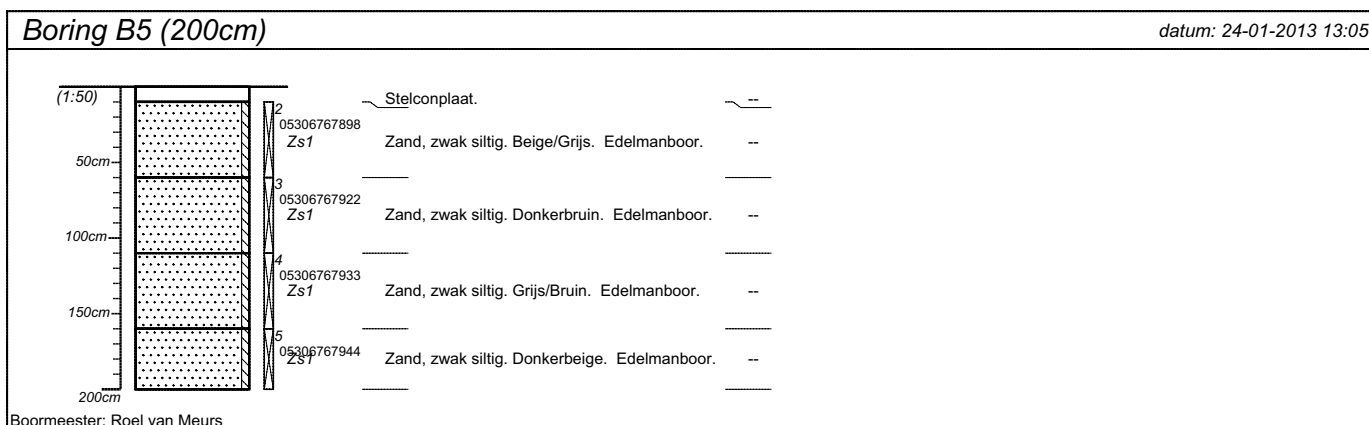 Boring B5 (200cm) datum: 24-01-2013 13:05
(1:50) Stelconplaat. --
2
05306767898
Zs1 Zand, zwak siltig. Beige/Grijs. Edelmanboor. --
50cm
3
05306767922
Zs1 Zand, zwak siltig. Donkerbruin. Edelmanboor. --
100cm
4
05306767933
Zs1 Zand, zwak siltig. Grijs/Bruin. Edelmanboor. --
150cm
5
05306767944
Zs1 Zand, zwak siltig. Donkerbeige. Edelmanboor. --
200cm
Boormeester: Roel van Meurs